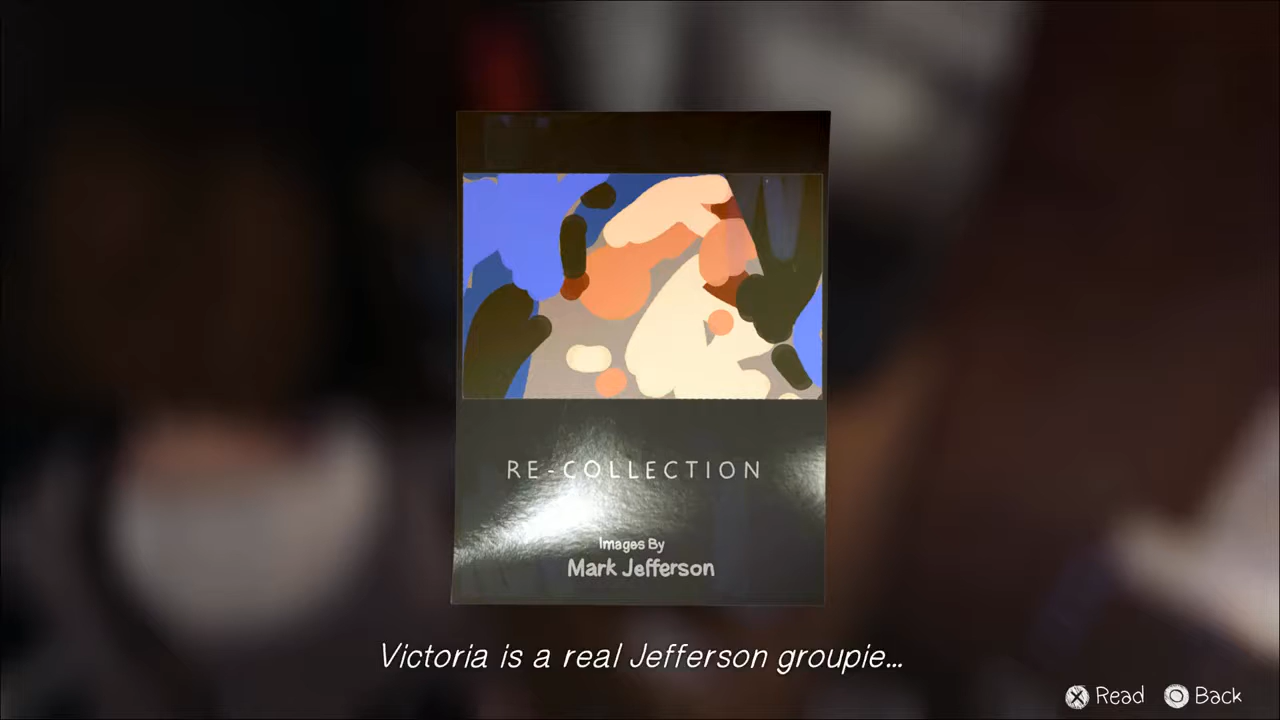 RE-COLLECTION
Images By
Mark Jefferson
Victoria is a real Jefferson groupie...
Read Back